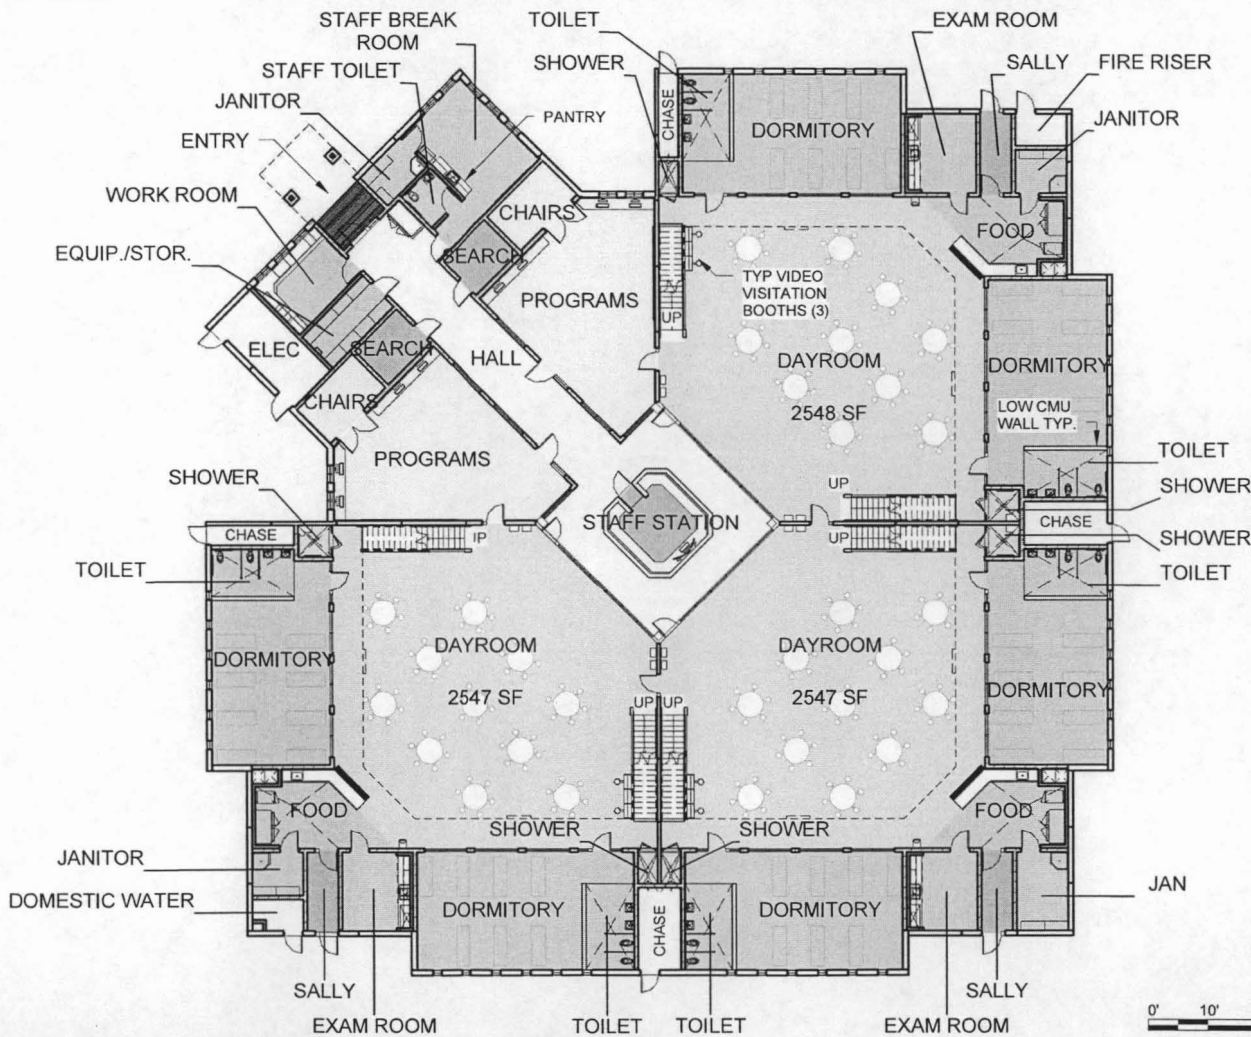 STAFF BREAK
ROOM
TOILET
EXAM ROOM
SHOWER
SALLY
FIRE RISER
STAFF TOILET
JANITOR
PANTRY
CHASE
DORMITORY
JANITOR
ENTRY
WORK ROOM
CHAIRS
FOOD
EQUIP./STOR.
SEARCH
TYP VIDEO
VISITATION
BOOTHS (3)
PROGRAMS
UP
ELEC
SEARCH
HALL
DAYROOM
DORMITORY
CHAIRS
2548 SF
LOW CMU
WALL TYP.
PROGRAMS
TOILET
SHOWER
UP
SHOWER
STAFF STATION
CHASE
CHASE
IP
UP
SHOWER
TOILET
TOILET
DORMITORY
DAYROOM
DAYROOM
2547 SF
UP
UP
2547 SF
DORMITORY
FOOD
FOOD
SHOWER
SHOWER
JANITOR
JAN
DOMESTIC WATER
DORMITORY
CHASE
DORMITORY
SALLY
SALLY
EXAM ROOM
TOILET
TOILET
EXAM ROOM
0' 10'